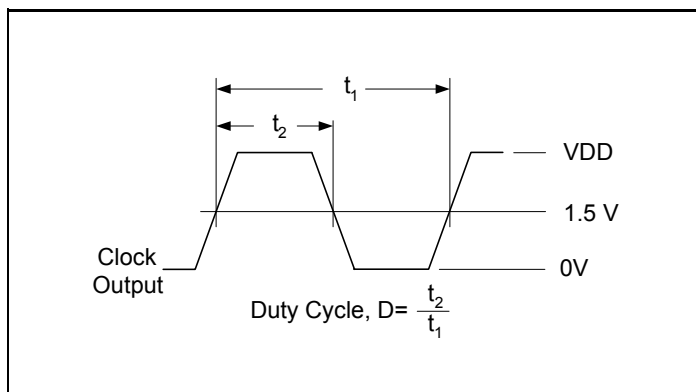 t₁
t₂
VDD
1.5 V
Clock
Output
0V
Duty Cycle, D= t₂
t₁